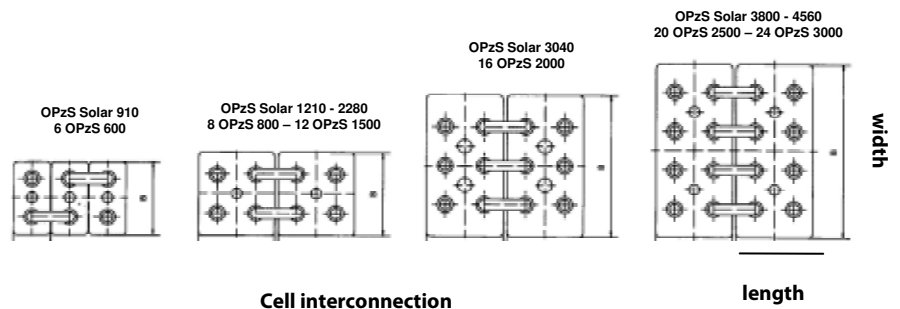 OPzS Solar 910
6 OPzS 600
OPzS Solar 1210 - 2280
8 OPzS 800 – 12 OPzS 1500
OPzS Solar 3040
16 OPzS 2000
OPzS Solar 3800 - 4560
20 OPzS 2500 – 24 OPzS 3000
width
length
Cell interconnection